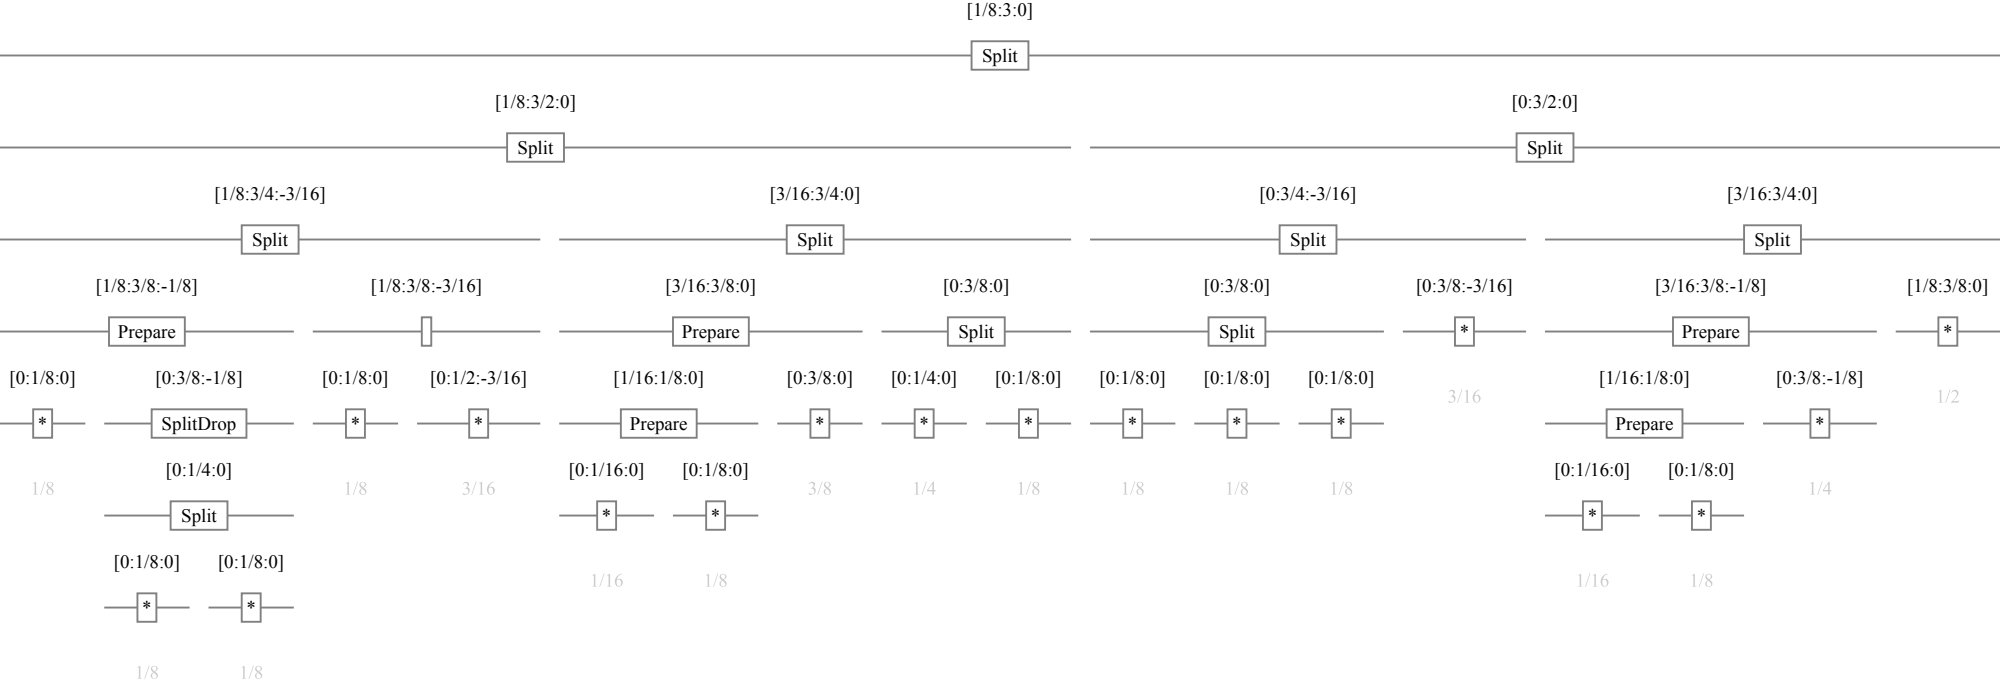 [1/8:3:0]
Split
[1/8:3/2:0] [0:3/2:0]
Split Split
[1/8:3/4:-3/16] [3/16:3/4:0] [0:3/4:-3/16] [3/16:3/4:0]
Split Split Split Split
[1/8:3/8:-1/8] [1/8:3/8:-3/16] [3/16:3/8:0] [0:3/8:0] [0:3/8:0] [0:3/8:-3/16] [3/16:3/8:-1/8] [1/8:3/8:0]
Prepare Prepare Split Split * Prepare *
[0:1/8:0] [0:3/8:-1/8] [0:1/8:0] [0:1/2:-3/16] [1/16:1/8:0] [0:3/8:0] [0:1/4:0] [0:1/8:0] [0:1/8:0] [0:1/8:0] [0:1/8:0] 3/16 [1/16:1/8:0] [0:3/8:-1/8] 1/2
* SplitDrop * * Prepare * * * * * * Prepare *
1/8 [0:1/4:0] 1/8 3/16 [0:1/16:0] [0:1/8:0] 3/8 1/4 1/8 1/8 1/8 1/8 [0:1/16:0] [0:1/8:0] 1/4
Split * * * *
[0:1/8:0] [0:1/8:0] 1/16 1/8 1/16 1/8
* *
1/8 1/8